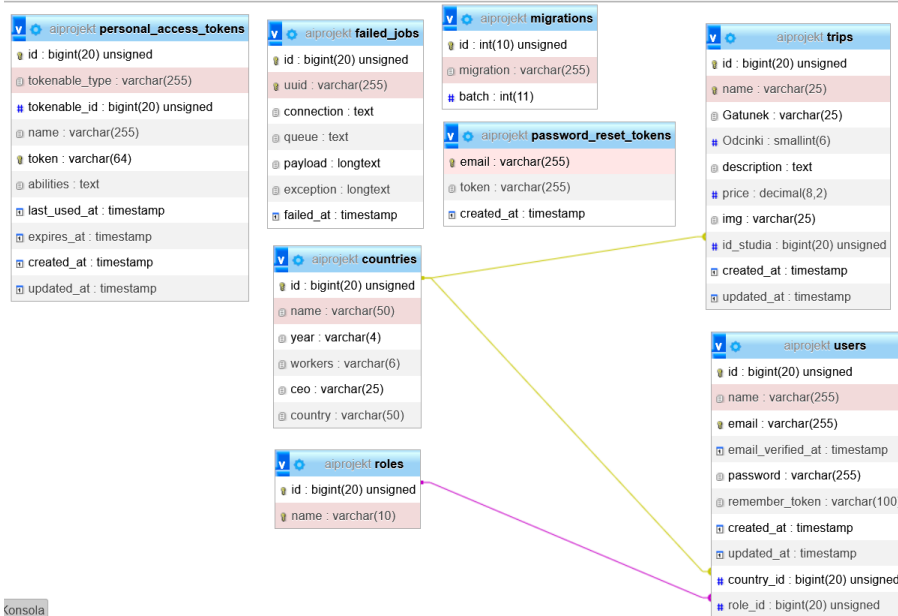 aiprojekt personal_access_tokens
id : bigint(20) unsigned
tokenable_type : varchar(255)
tokenable_id : bigint(20) unsigned
name : varchar(255)
token : varchar(64)
abilities : text
last_used_at : timestamp
expires_at : timestamp
created_at : timestamp
updated_at : timestamp
aiprojekt failed_jobs
id : bigint(20) unsigned
uuid : varchar(255)
connection : text
queue : text
payload : longtext
exception : longtext
failed_at : timestamp
aiprojekt migrations
id : int(10) unsigned
migration : varchar(255)
batch : int(11)
aiprojekt password_reset_tokens
email : varchar(255)
token : varchar(255)
created_at : timestamp
aiprojekt trips
id : bigint(20) unsigned
name : varchar(25)
Gatunek : varchar(25)
Odcinki : smallint(6)
description : text
price : decimal(8,2)
img : varchar(25)
id_studia : bigint(20) unsigned
created_at : timestamp
updated_at : timestamp
aiprojekt countries
id : bigint(20) unsigned
name : varchar(50)
year : varchar(4)
workers : varchar(6)
ceo : varchar(25)
country : varchar(50)
aiprojekt roles
id : bigint(20) unsigned
name : varchar(10)
aiprojekt users
id : bigint(20) unsigned
name : varchar(255)
email : varchar(255)
email_verified_at : timestamp
password : varchar(255)
remember_token : varchar(100
created_at : timestamp
updated_at : timestamp
country_id : bigint(20) unsigned
role_id : bigint(20) unsigned
Konsola